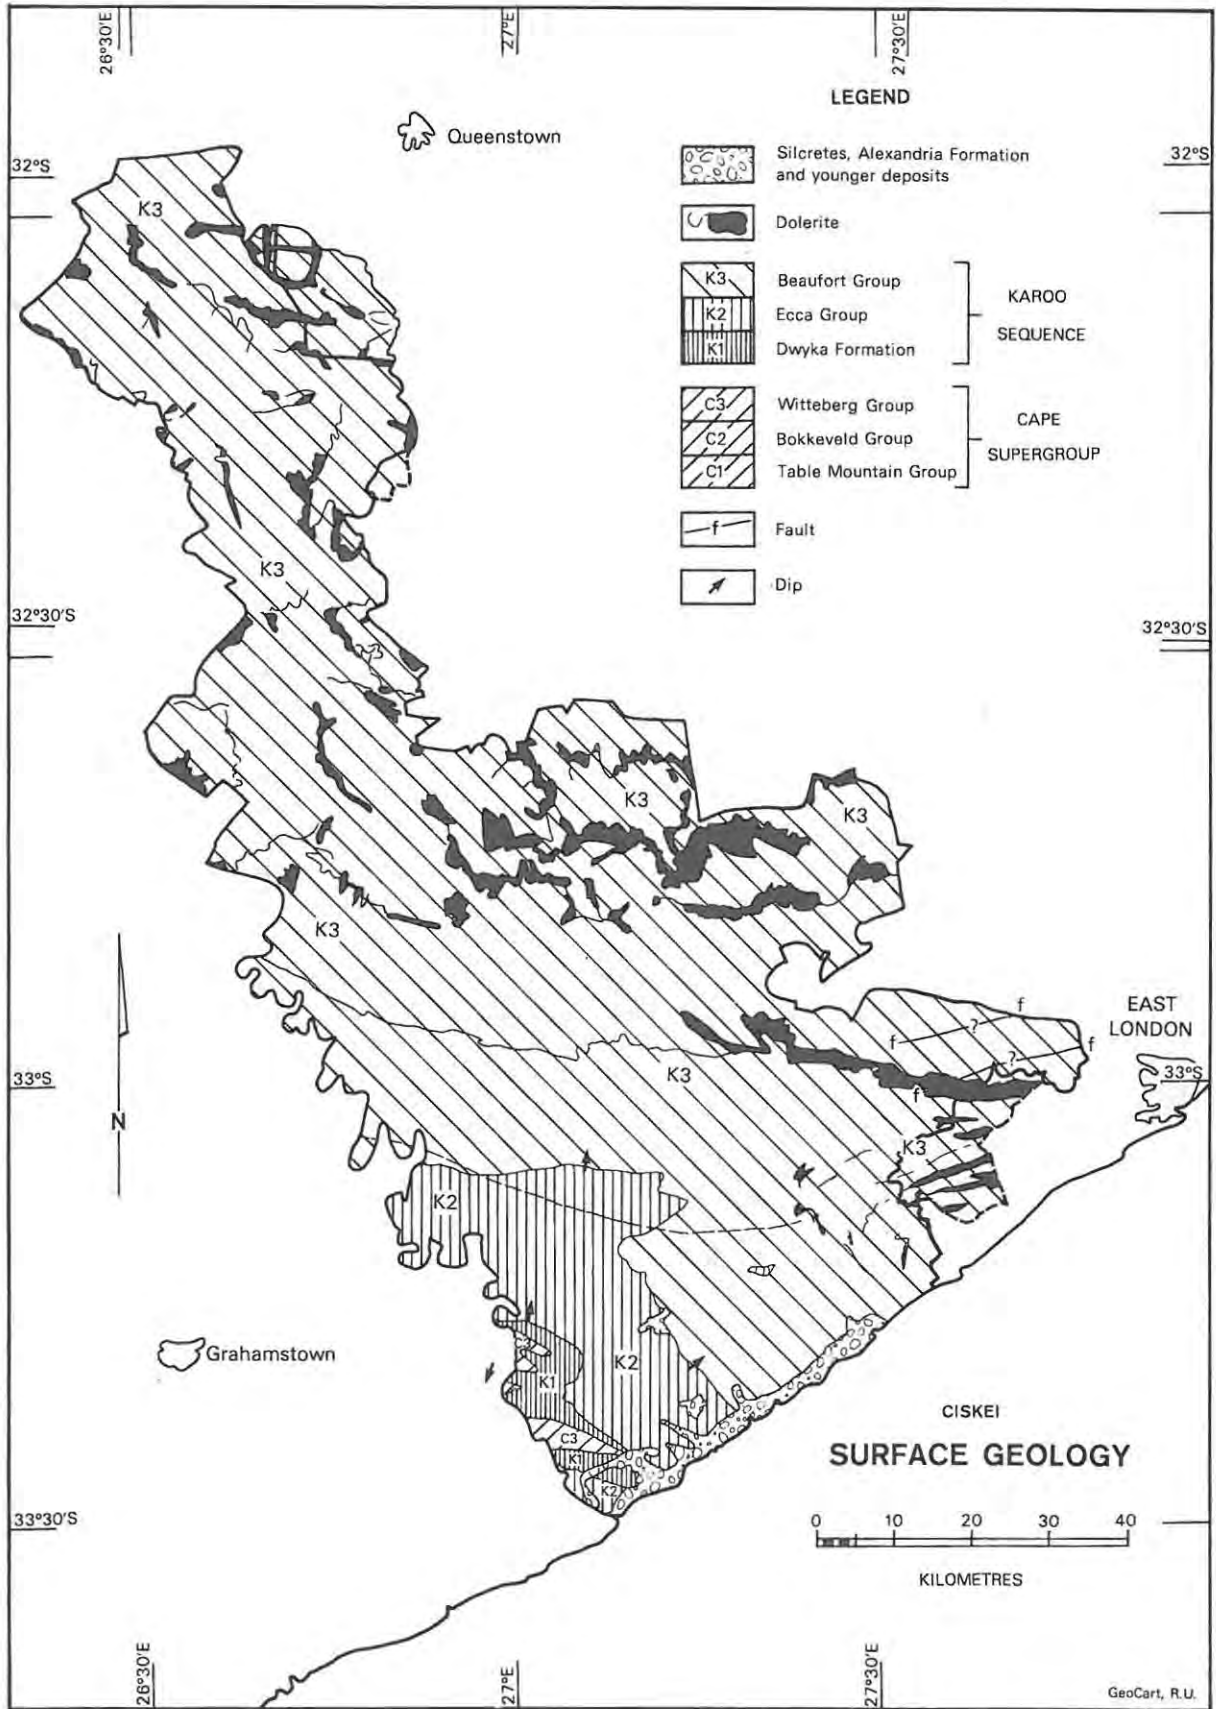 26°30'E
27°E
27°30'E
LEGEND
Queenstown
Silcretes, Alexandria Formation
and younger deposits
32°S
32°S
K3
Dolerite
K3
Beaufort Group
KAROO
K2
Ecca Group
SEQUENCE
K1
Dwyka Formation
C3
Witteberg Group
CAPE
C2
Bokkeveld Group
SUPERGROUP
C1
Table Mountain Group
f
Fault
K3
Dip
32°30'S
32°30'S
K3
K3
K3
EAST
LONDON
f
?
f
f
?
33°S
33°S
K3
f
N
K3
K2
Grahamstown
C3
K2
K1
CISKEI
C3
SURFACE GEOLOGY
K1
K2
33°30'S
0 10 20 30 40
KILOMETRES
26°30'E
27°E
27°30'E
GeoCart, R.U.